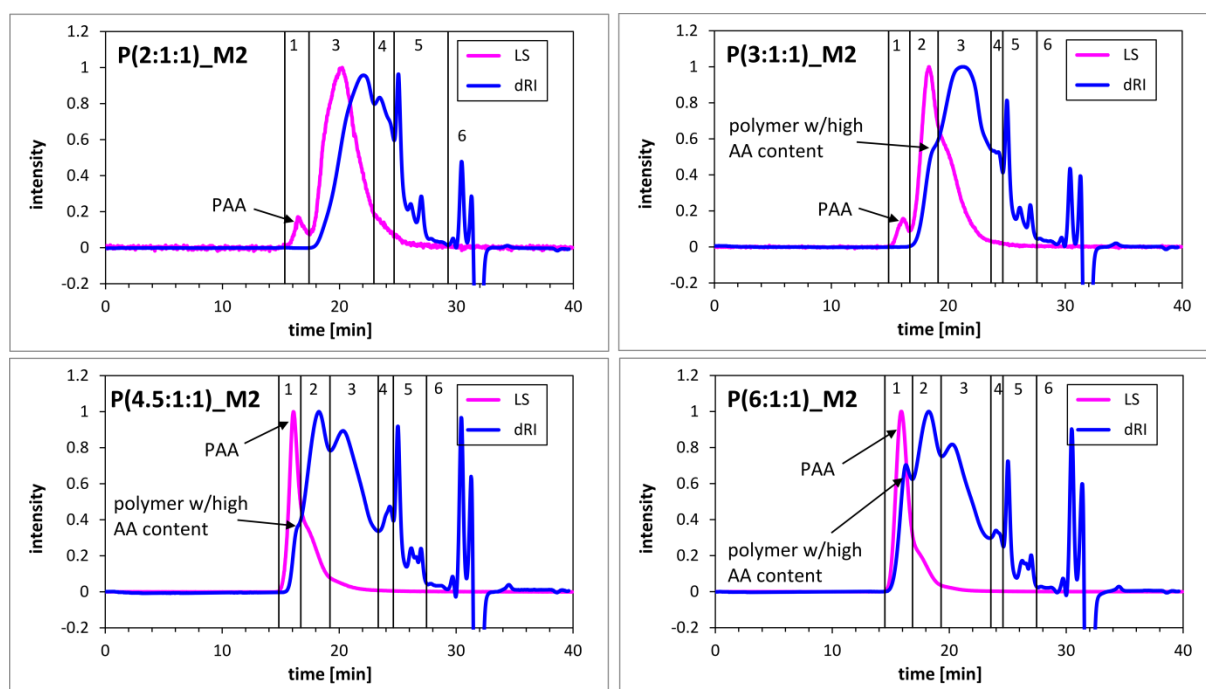 P(2:1:1)_M2
1
3
4
5
6
LS
dRI
PAA
intensity
1.2
1
0.8
0.6
0.4
0.2
0
-0.2
0
10
20
30
40
time [min]
P(3:1:1)_M2
1
2
3
4
5
6
LS
dRI
polymer w/high
AA content
PAA
intensity
1.2
1
0.8
0.6
0.4
0.2
0
-0.2
0
10
20
30
40
time [min]
P(4.5:1:1)_M2
1
2
3
4
5
6
LS
dRI
PAA
polymer w/high
AA content
intensity
1.2
1
0.8
0.6
0.4
0.2
0
-0.2
0
10
20
30
40
time [min]
P(6:1:1)_M2
1
2
3
4
5
6
LS
dRI
PAA
polymer w/high
AA content
intensity
1.2
1
0.8
0.6
0.4
0.2
0
-0.2
0
10
20
30
40
time [min]